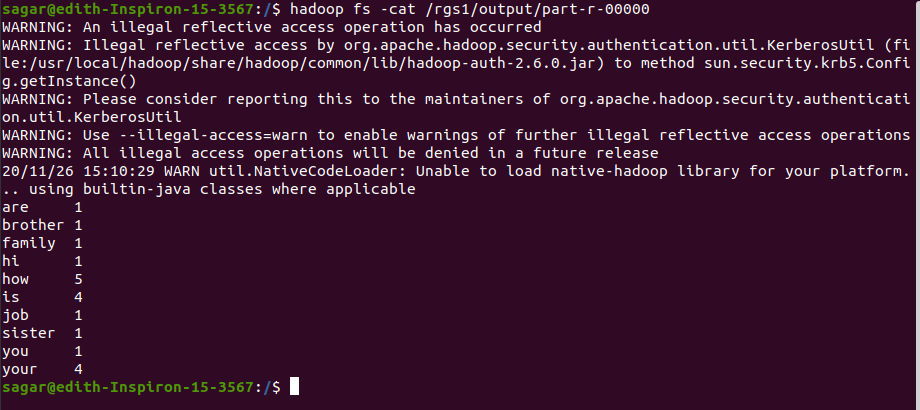 sagar@edith-Inspiron-15-3567:/$ hadoop fs -cat /rgs1/output/part-r-00000
WARNING: An illegal reflective access operation has occurred
WARNING: Illegal reflective access by org.apache.hadoop.security.authentication.util.KerberosUtil (fi
le:/usr/local/hadoop/share/hadoop/common/lib/hadoop-auth-2.6.0.jar) to method sun.security.krb5.Confi
g.getInstance()
WARNING: Please consider reporting this to the maintainers of org.apache.hadoop.security.authenticati
on.util.KerberosUtil
WARNING: Use --illegal-access=warn to enable warnings of further illegal reflective access operations
WARNING: All illegal access operations will be denied in a future release
20/11/26 15:10:29 WARN util.NativeCodeLoader: Unable to load native-hadoop library for your platform.
.. using builtin-java classes where applicable
are     1
brother 1
family  1
hi      1
how     5
is      4
job     1
sister  1
you     1
your    4
sagar@edith-Inspiron-15-3567:/$